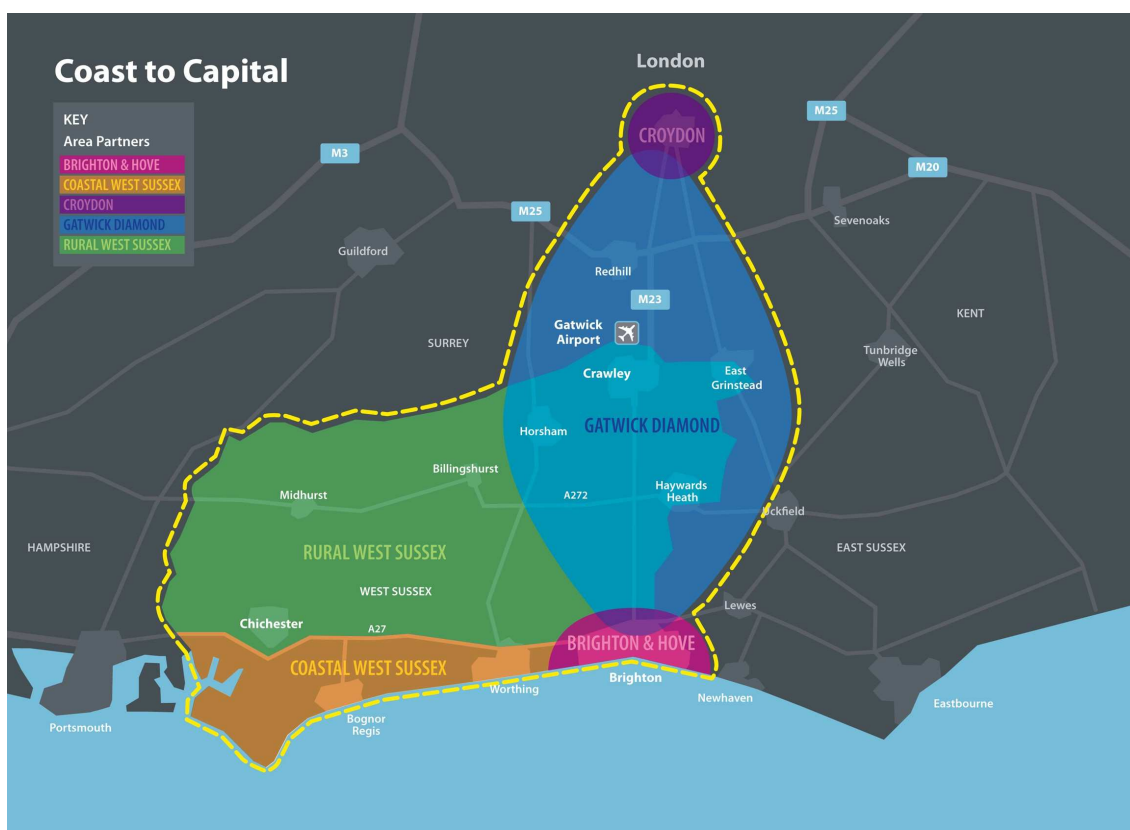 Coast to Capital
KEY
Area Partners
BRIGHTON & HOVE
COASTAL WEST SUSSEX
CROYDON
GATWICK DIAMOND
RURAL WEST SUSSEX
London
CROYDON
M25
M3
M20
M25
Sevenoaks
Guildford
Redhill
M23
KENT
Gatwick
Airport
SURREY
Tunbridge
Wells
Crawley
East
Grinstead
GATWICK DIAMOND
Horsham
Billingshurst
Haywards
Heath
Midhurst
A272
Uckfield
HAMPSHIRE
EAST SUSSEX
RURAL WEST SUSSEX
WEST SUSSEX
Lewes
Chichester
A27
BRIGHTON & HOVE
COASTAL WEST SUSSEX
Brighton
Worthing
Newhaven
Eastbourne
Bognor
Regis
Portsmouth